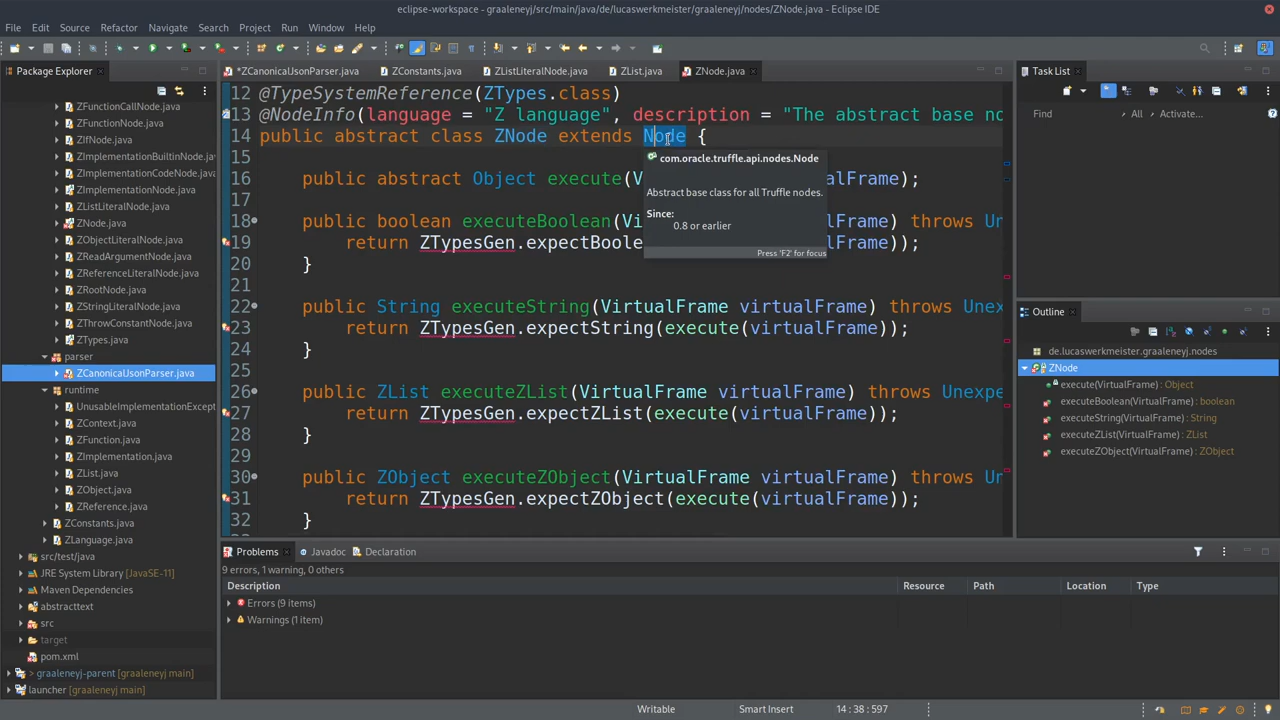 eclipse-workspace - graaleneyj/src/main/java/de/lucaswerkmeister/graaleneyj/nodes/ZNode.java - Eclipse IDE
File Edit Source Refactor Navigate Search Project Run Window Help
Package Explorer
ZFunctionCallNode.java
ZFunctionNode.java
ZIfNode.java
ZImplementationBuiltinNode.java
ZImplementationCodeNode.java
ZImplementationNode.java
ZListLiteralNode.java
ZNode.java
ZObjectLiteralNode.java
ZReadArgumentNode.java
ZReferenceLiteralNode.java
ZRootNode.java
ZStringLiteralNode.java
ZThrowConstantNode.java
ZTypes.java
parser
ZCanonicalJsonParser.java
runtime
UnusableImplementationExcept
ZContext.java
ZFunction.java
ZImplementation.java
ZList.java
ZObject.java
ZReference.java
ZConstants.java
ZLanguage.java
src/test/java
JRE System Library [JavaSE-11]
Maven Dependencies
abstracttext
src
target
pom.xml
> graaleneyj-parent [graaleneyj main]
launcher [graaleneyj main]
*ZCanonicalJsonParser.java ZConstants.java ZListLiteralNode.java ZList.java ZNode.java
12 @TypeSystemReference(ZTypes.class)
13 @NodeInfo(language = "Z language", description = "The abstract base no
14 public abstract class ZNode extends Node {
15
16 public abstract Object execute(V alFrame);
17
18 public boolean executeBoolean(Vi alFrame virtualFrame) throws Une
19 return ZTypesGen.expectBoole alFrame));
20 }
21
22 public String executeString(VirtualFrame virtualFrame) throws Unex
23 return ZTypesGen.expectString(execute(virtualFrame));
24 }
25
26 public ZList executeZList(VirtualFrame virtualFrame) throws Unexpe
27 return ZTypesGen.expectZList(execute(virtualFrame));
28 }
29
30 public ZObject executeZObject(VirtualFrame virtualFrame) throws Un
31 return ZTypesGen.expectZObject(execute(virtualFrame));
32 }
com.oracle.truffle.api.nodes.Node
Abstract base class for all Truffle nodes.
Since:
0.8 or earlier
Press 'F2' for focus
Task List
Find All Activate...
Outline
de.lucaswerkmeister.graaleneyj.nodes
ZNode
execute(VirtualFrame) : Object
executeBoolean(VirtualFrame) : boolean
executeString(VirtualFrame) : String
executeZList(VirtualFrame) : ZList
executeZObject(VirtualFrame) : ZObject
Problems Javadoc Declaration
9 errors, 1 warning, 0 others
Description Resource Path Location Type
Errors (9 items)
Warnings (1 item)
Writable Smart Insert 14 : 38 : 597